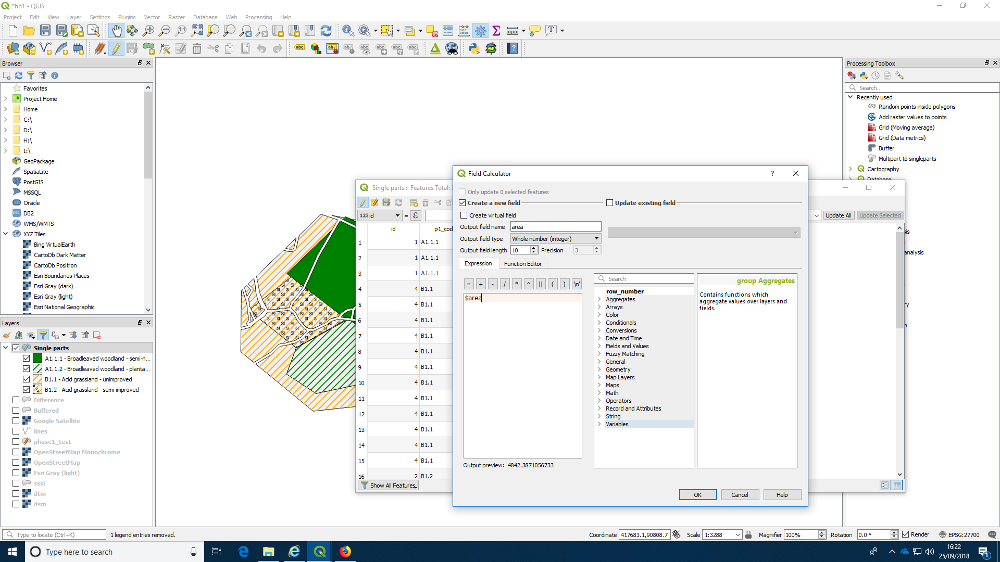 *hh1 - QGIS
Project Edit View Layer Settings Plugins Vector Raster Database Web Processing Help
Browser
Favorites
Project Home
Home
C:\
D:\
H:\
I:\
GeoPackage
SpatiaLite
PostGIS
MSSQL
Oracle
DB2
WMS/WMTS
XYZ Tiles
Bing VirtualEarth
CartoDb Dark Matter
CartoDb Positron
Esri Boundaries Places
Esri Gray (dark)
Esri Gray (light)
Esri National Geographic
Layers
Single parts
A1.1.1 - Broadleaved woodland - semi-n...
A1.1.2 - Broadleaved woodland - planta...
B1.1 - Acid grassland - unimproved
B1.2 - Acid grassland - semi-improved
Difference
Buffered
Google Satellite
lines
phase1_test
OpenStreetMap Monochrome
OpenStreetMap
Esri Gray (light)
sssi
dtm
dsm
Single parts :: Features Total:
123 id = ε
Update All Update Selected
id p1_cod
1 1 A1.1.1
2 1 A1.1.1
3 1 A1.1.1
4 4 B1.1
5 4 B1.1
6 4 B1.1
7 4 B1.1
8 4 B1.1
9 4 B1.1
10 4 B1.1
11 4 B1.1
12 4 B1.1
13 4 B1.1
14 4 B1.1
15 4 B1.1
16 2 B1.2
Show All Features
Field Calculator
Only update 0 selected features
Create a new field Update existing field
Create virtual field
Output field name area
Output field type Whole number (integer)
Output field length 10 Precision 3
Expression Function Editor
= + - / * ^ || ( ) '\n'
$area
Output preview: 4842.3871056733
Search
row_number
Aggregates
Arrays
Color
Conditionals
Conversions
Date and Time
Fields and Values
Fuzzy Matching
General
Geometry
Map Layers
Maps
Math
Operators
Record and Attributes
String
Variables
group Aggregates
Contains functions which
aggregate values over layers and
fields.
OK Cancel Help
Processing Toolbox
Search...
Recently used
Random points inside polygons
Add raster values to points
Grid (Moving average)
Grid (Data metrics)
Buffer
Multipart to singleparts
Cartography
Database
analysis
Type to locate (Ctrl+K) 1 legend entries removed. Coordinate 417683.1,90808.7 Scale 1:3288 Magnifier 100% Rotation 0.0 ° Render EPSG:27700
Type here to search
16:22
25/09/2018
1